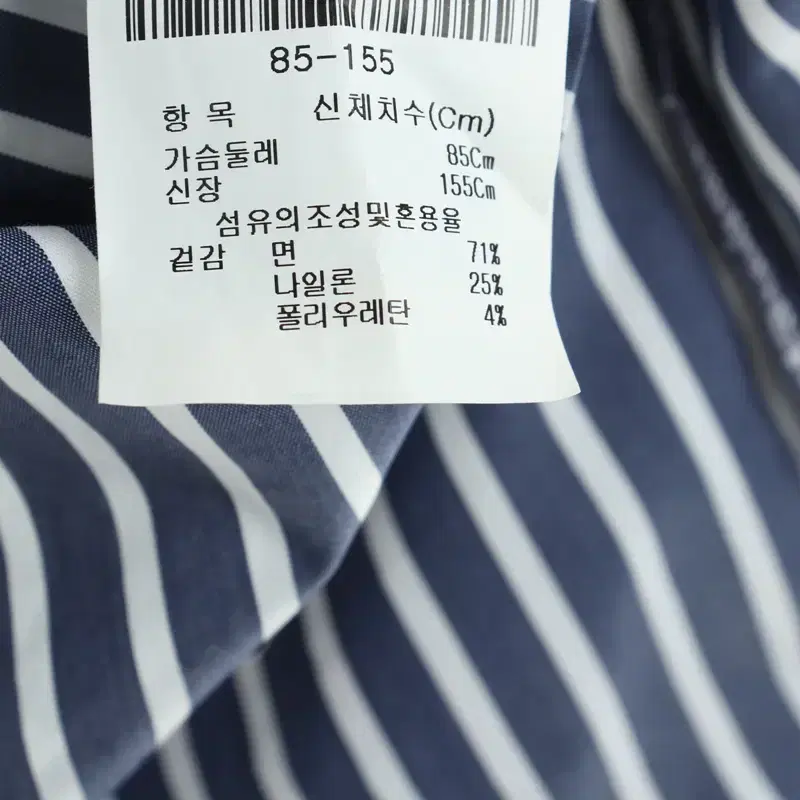 85-155
항 목 신체치수(Cm)
가슴둘레 85Cm
신장 155Cm
섬유의조성및혼용율
겉감 면 71%
나일론 25%
폴리우레탄 4%